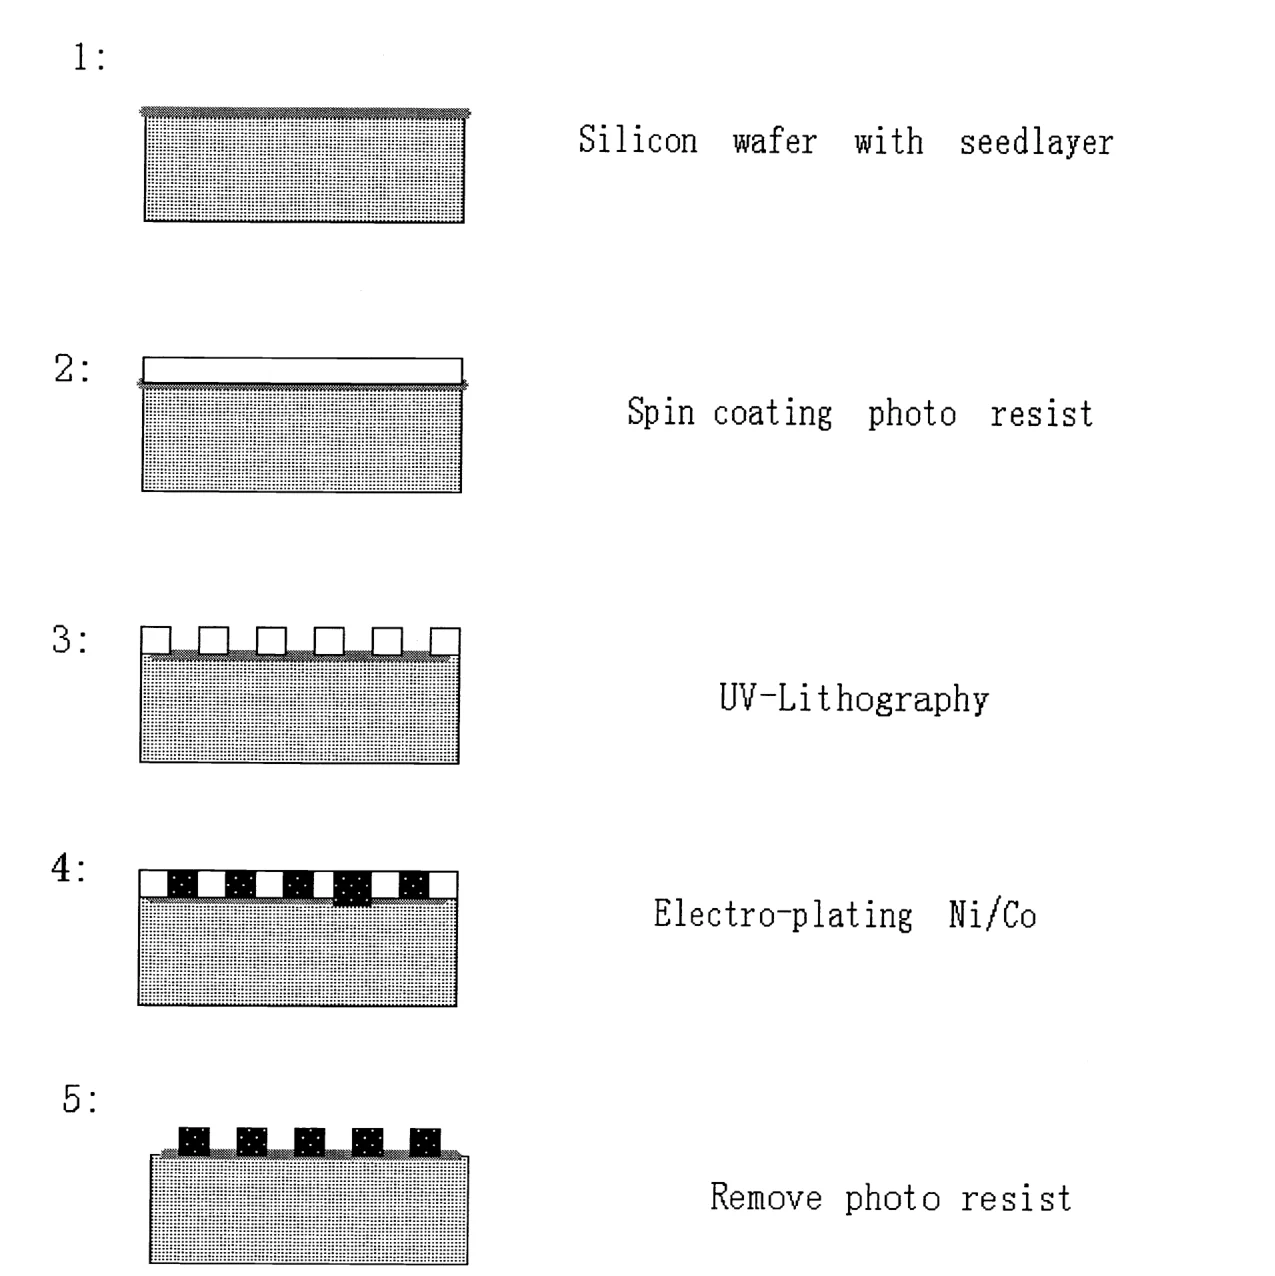 1:
Silicon wafer with seedlayer
2:
Spin coating photo resist
3:
UV-Lithography
4:
Electro-plating Ni/Co
5:
Remove photo resist